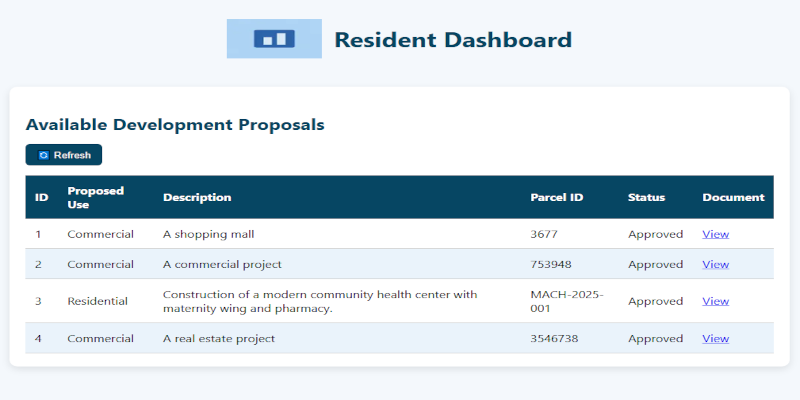 Resident Dashboard
Available Development Proposals
Refresh
ID Proposed Use Description Parcel ID Status Document
1 Commercial A shopping mall 3677 Approved View
2 Commercial A commercial project 753948 Approved View
3 Residential Construction of a modern community health center with maternity wing and pharmacy. MACH-2025-001 Approved View
4 Commercial A real estate project 3546738 Approved View